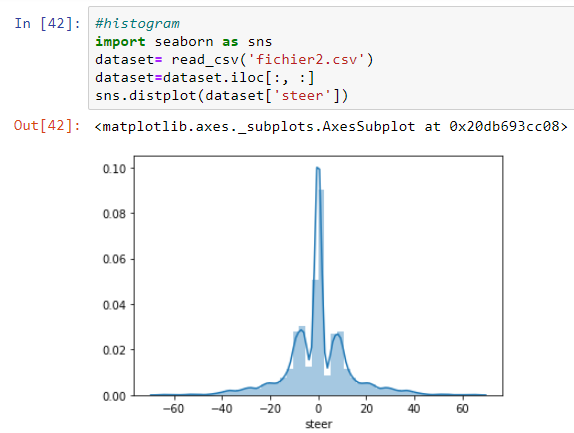 In [42]: #histogram
import seaborn as sns
dataset= read_csv('fichier2.csv')
dataset=dataset.iloc[:, :]
sns.distplot(dataset['steer'])
Out[42]: <matplotlib.axes._subplots.AxesSubplot at 0x20db693cc08>
0.10
0.08
0.06
0.04
0.02
0.00
−60 −40 −20 0 20 40 60
steer